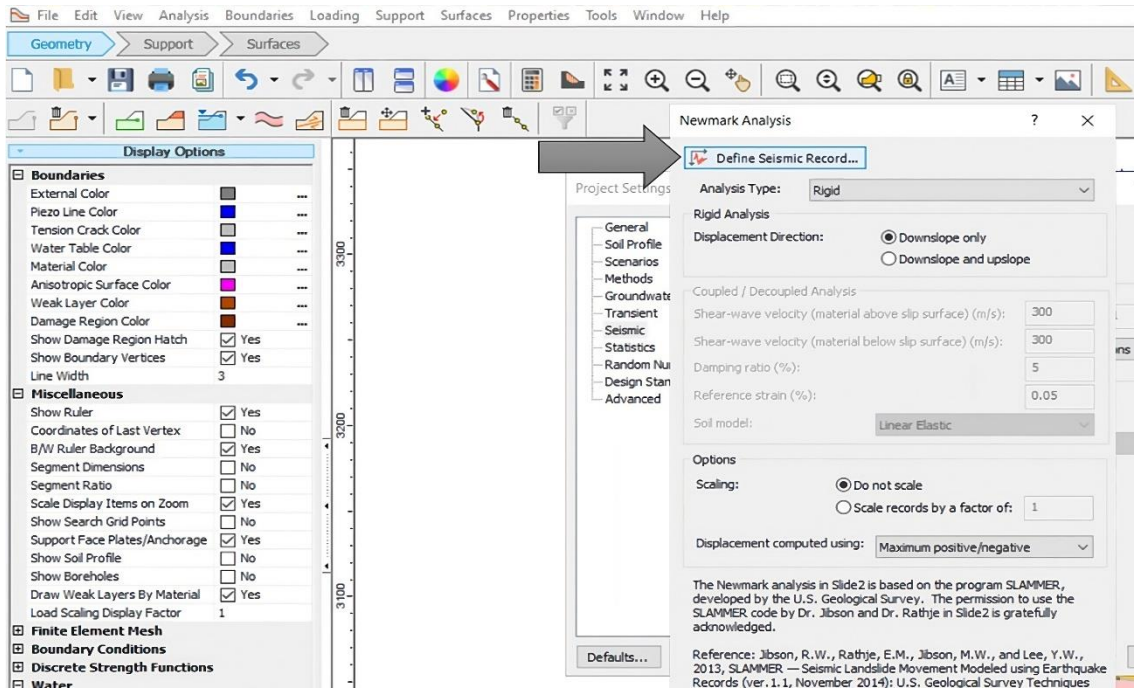 File Edit View Analysis Boundaries Loading Support Surfaces Properties Tools Window Help
Geometry Support Surfaces
Display Options
Boundaries
External Color ...
Piezo Line Color ...
Tension Crack Color ...
Water Table Color ...
Material Color ...
Anisotropic Surface Color ...
Weak Layer Color ...
Damage Region Color ...
Show Damage Region Hatch Yes
Show Boundary Vertices Yes
Line Width 3
Miscellaneous
Show Ruler Yes
Coordinates of Last Vertex No
B/W Ruler Background Yes
Segment Dimensions No
Segment Ratio No
Scale Display Items on Zoom Yes
Show Search Grid Points No
Support Face Plates/Anchorage Yes
Show Soil Profile No
Show Boreholes No
Draw Weak Layers By Material Yes
Load Scaling Display Factor 1
Finite Element Mesh
Boundary Conditions
Discrete Strength Functions
Water
3300
3200
3100
Project Settings
General
Soil Profile
Scenarios
Methods
Groundwate
Transient
Seismic
Statistics
Random Nu
Design Stan
Advanced
Defaults...
ns
Newmark Analysis ?
Define Seismic Record...
Analysis Type: Rigid
Rigid Analysis
Displacement Direction: Downslope only
Downslope and upslope
Coupled / Decoupled Analysis
Shear-wave velocity (material above slip surface) (m/s): 300
Shear-wave velocity (material below slip surface) (m/s): 300
Damping ratio (%): 5
Reference strain (%): 0.05
Soil model: Linear Elastic
Options
Scaling: Do not scale
Scale records by a factor of: 1
Displacement computed using: Maximum positive/negative
The Newmark analysis in Slide2 is based on the program SLAMMER,
developed by the U.S. Geological Survey. The permission to use the
SLAMMER code by Dr. Jibson and Dr. Rathje in Slide2 is gratefully
acknowledged.
Reference: Jibson, R.W., Rathje, E.M., Jibson, M.W., and Lee, Y.W.,
2013, SLAMMER — Seismic Landslide Movement Modeled using Earthquake
Records (ver.1.1, November 2014): U.S. Geological Survey Techniques